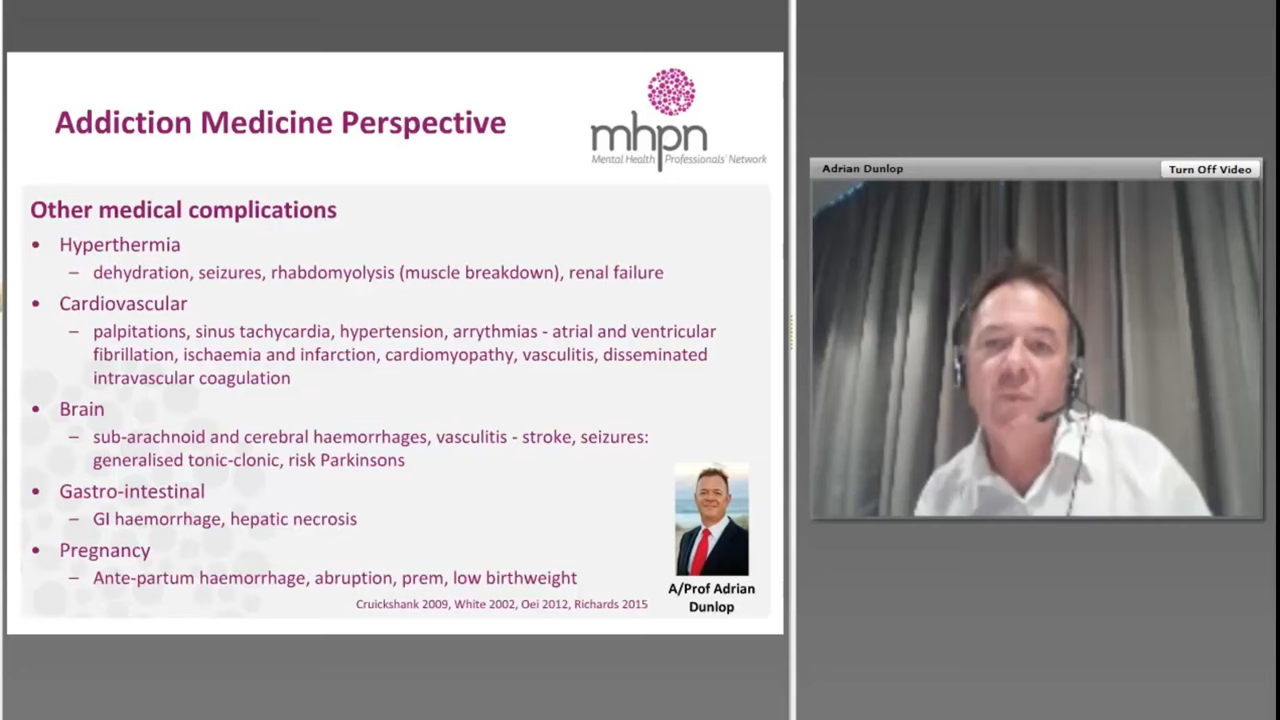 Addiction Medicine Perspective
mhpn
Mental Health Professionals' Network
Other medical complications
• Hyperthermia
– dehydration, seizures, rhabdomyolysis (muscle breakdown), renal failure
• Cardiovascular
– palpitations, sinus tachycardia, hypertension, arrythmias - atrial and ventricular
fibrillation, ischaemia and infarction, cardiomyopathy, vasculitis, disseminated
intravascular coagulation
• Brain
– sub-arachnoid and cerebral haemorrhages, vasculitis - stroke, seizures:
generalised tonic-clonic, risk Parkinsons
• Gastro-intestinal
– GI haemorrhage, hepatic necrosis
• Pregnancy
– Ante-partum haemorrhage, abruption, prem, low birthweight
Cruickshank 2009, White 2002, Oei 2012, Richards 2015
A/Prof Adrian
Dunlop
Adrian Dunlop
Turn Off Video